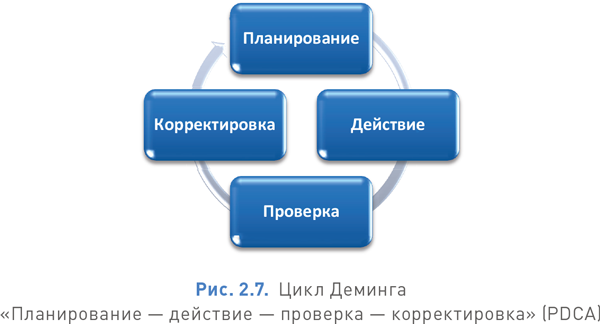 Планирование
Корректировка
Действие
Проверка
Рис. 2.7. Цикл Деминга
«Планирование — действие — проверка — корректировка» (PDCA)